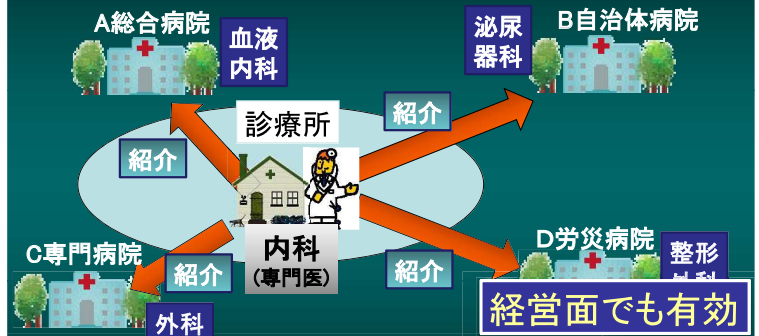 A総合病院
血液
内科
泌尿
器科
B自治体病院
診療所
紹介
紹介
内科
(専門医)
C専門病院
紹介
外科
紹介
D労災病院
整形
外科
経営面でも有効